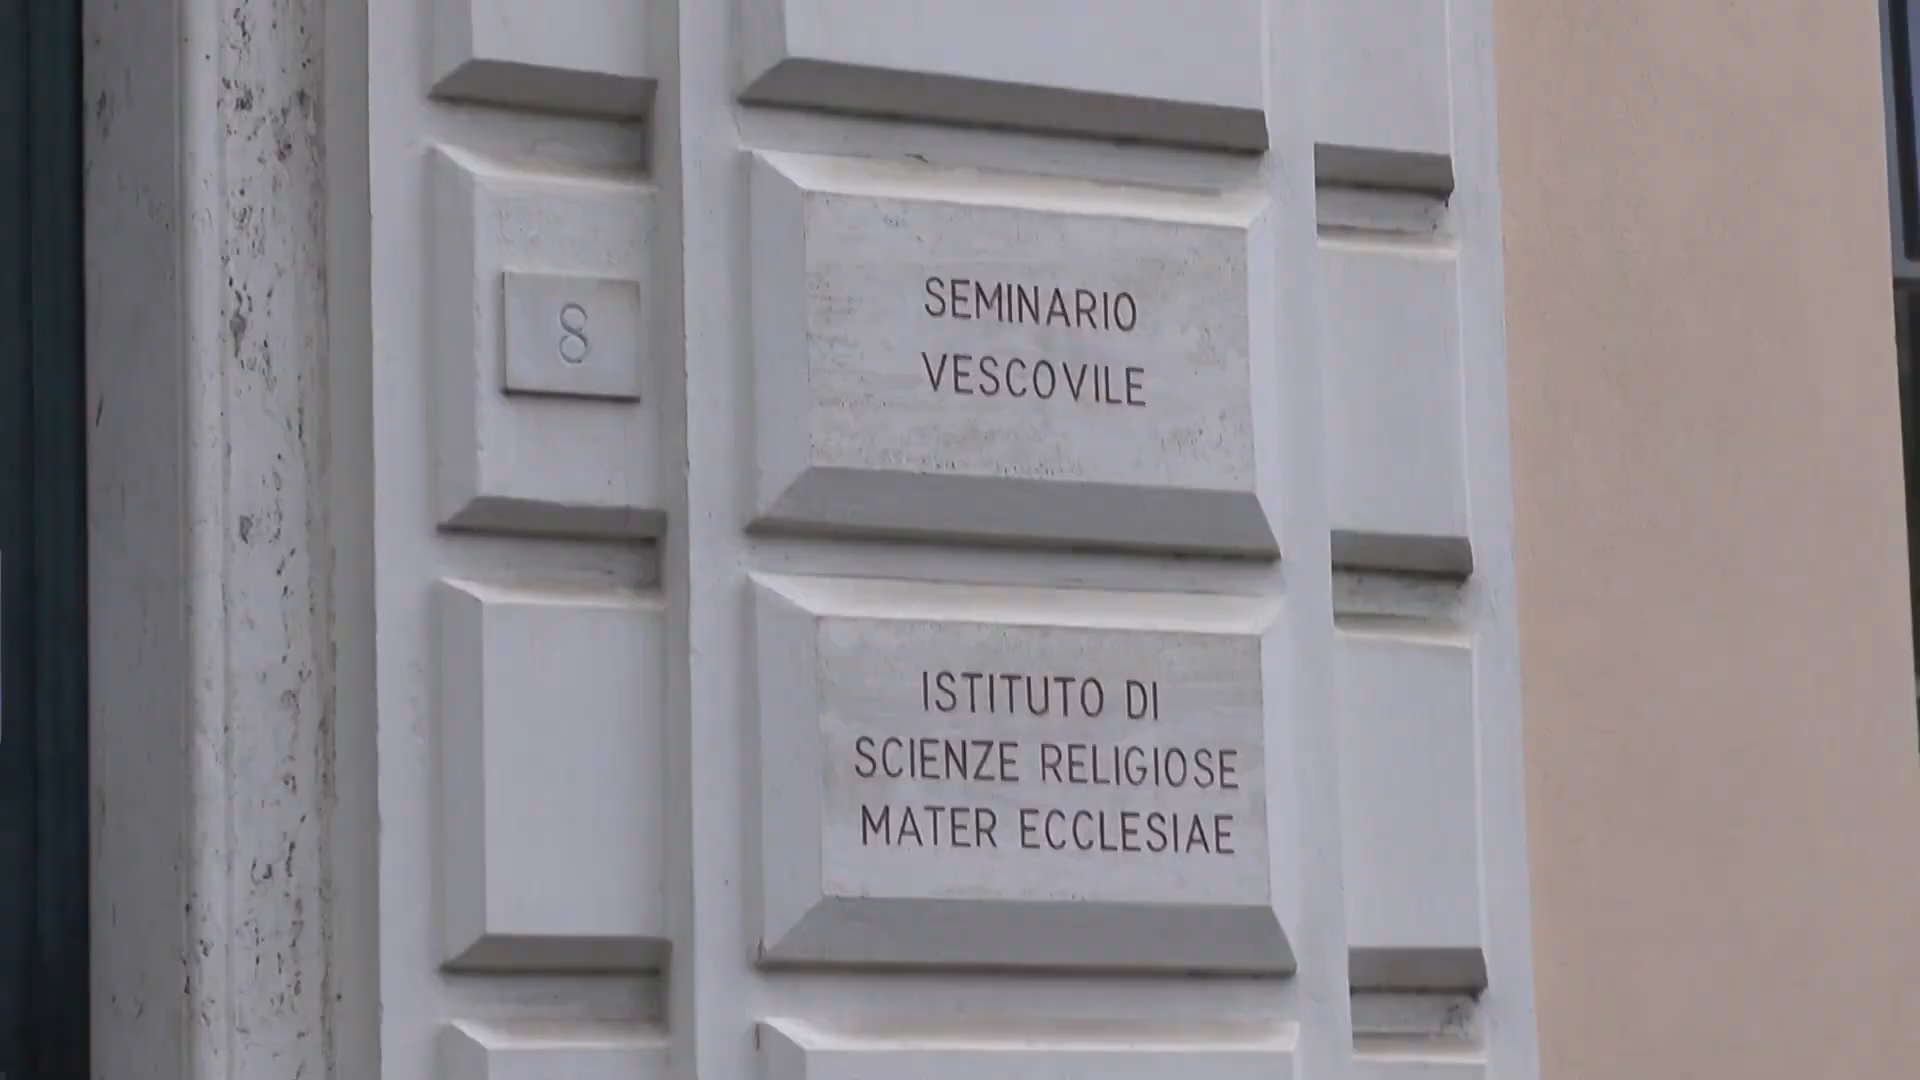 8
SEMINARIO
VESCOVILE
ISTITUTO DI
SCIENZE RELIGIOSE
MATER ECCLESIAE